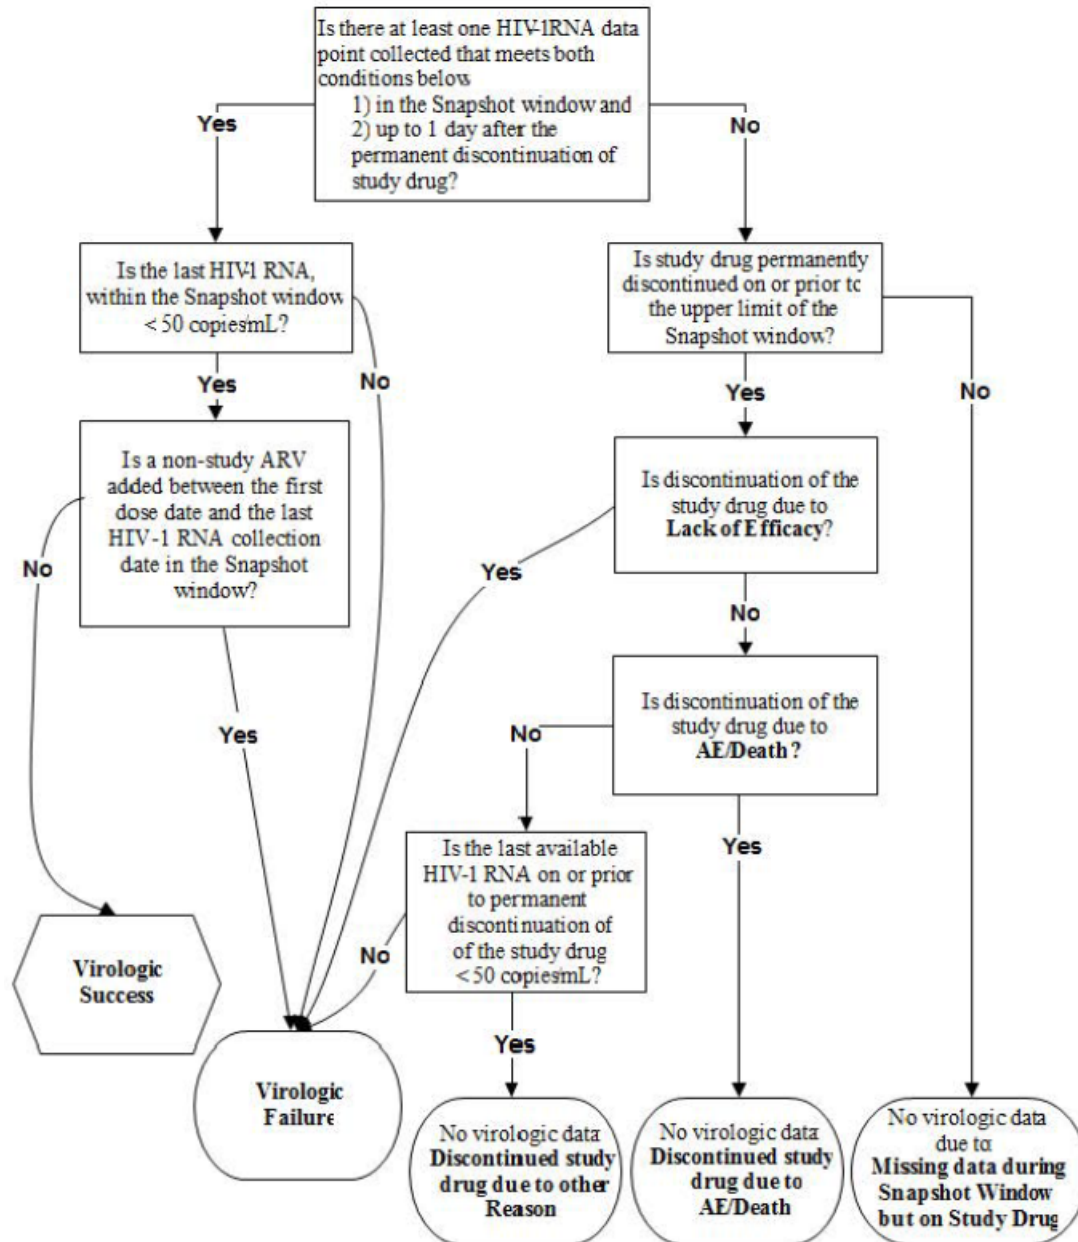 Is there at least one HIV-1RNA data
point collected that meets both
conditions below
1) in the Snapshot window and
2) up to 1 day after the
permanent discontinuation of
study drug?
Yes
No
Is the last HIV-1 RNA,
within the Snapshot window
< 50 copies/mL?
Is study drug permanently
discontinued on or prior to
the upper limit of the
Snapshot window?
Yes
No
Yes
No
Is a non-study ARV
added between the first
dose date and the last
HIV-1 RNA collection
date in the Snapshot
window?
Is discontinuation of the
study drug due to
Lack of Efficacy?
No
Yes
No
Is discontinuation of the
study drug due to
AE/Death?
Yes
No
Yes
Is the last available
HIV-1 RNA on or prior
to permanent
discontinuation of
of the study drug
< 50 copies/mL?
No
Virologic
Success
Yes
Virologic
Failure
No virologic data
Discontinued study
drug due to other
Reason
No virologic data
Discontinued study
drug due to
AE/Death
No virologic data
due to
Missing data during
Snapshot Window
but on Study Drug